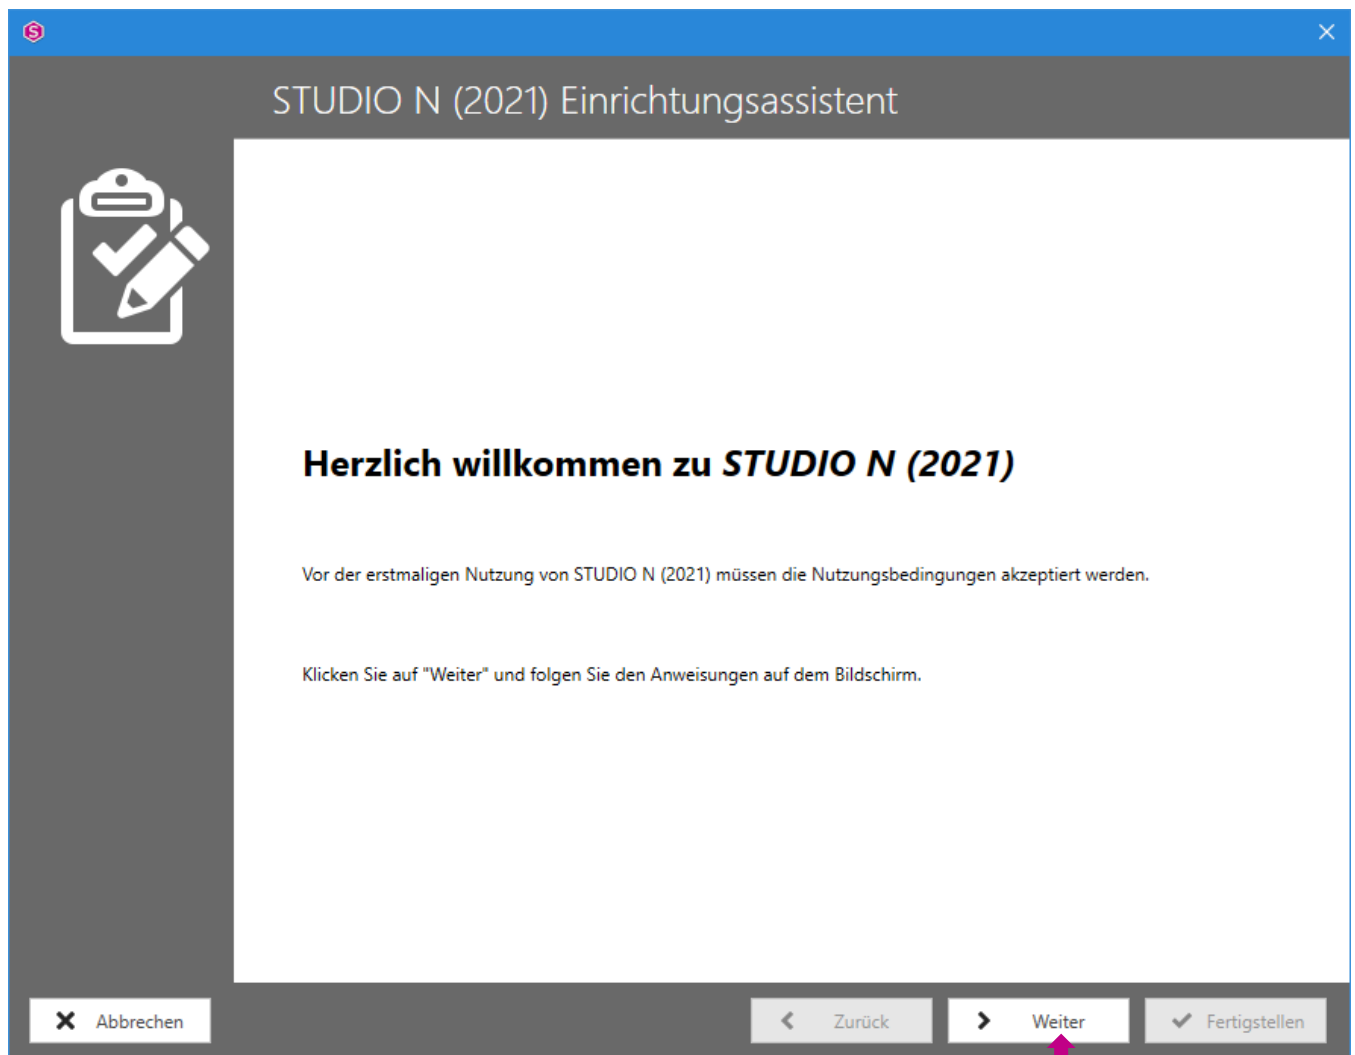 S
STUDIO N (2021) Einrichtungsassistent
Herzlich willkommen zu STUDIO N (2021)
Vor der erstmaligen Nutzung von STUDIO N (2021) müssen die Nutzungsbedingungen akzeptiert werden.
Klicken Sie auf "Weiter" und folgen Sie den Anweisungen auf dem Bildschirm.
Abbrechen
Zurück
Weiter
Fertigstellen